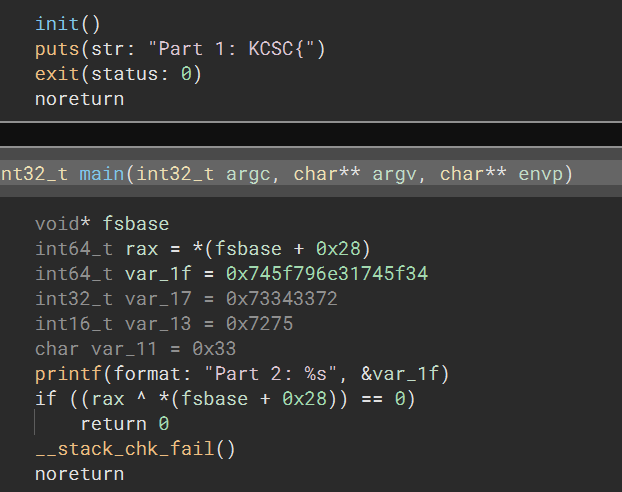 init()
puts(str: "Part 1: KCSC{")
exit(status: 0)
noreturn
nt32_t main(int32_t argc, char** argv, char** envp)
void* fsbase
int64_t rax = *(fsbase + 0x28)
int64_t var_1f = 0x745f796e31745f34
int32_t var_17 = 0x73343372
int16_t var_13 = 0x7275
char var_11 = 0x33
printf(format: "Part 2: %s", &var_1f)
if ((rax ^ *(fsbase + 0x28)) == 0)
return 0
__stack_chk_fail()
noreturn